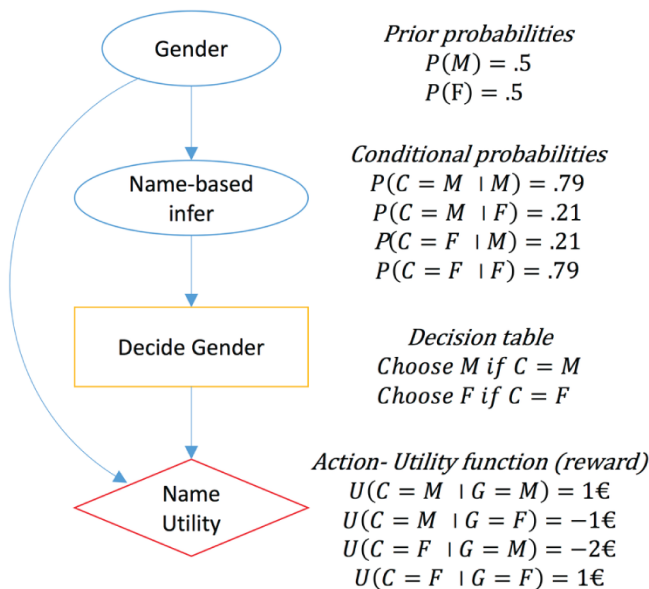 Gender
Prior probabilities
P(M) = .5
P(F) = .5
Name-based
infer
Conditional probabilities
P(C = M | M) = .79
P(C = M | F) = .21
P(C = F | M) = .21
P(C = F | F) = .79
Decide Gender
Decision table
Choose M if C = M
Choose F if C = F
Name
Utility
Action- Utility function (reward)
U(C = M | G = M) = 1€
U(C = M | G = F) = −1€
U(C = F | G = M) = −2€
U(C = F | G = F) = 1€